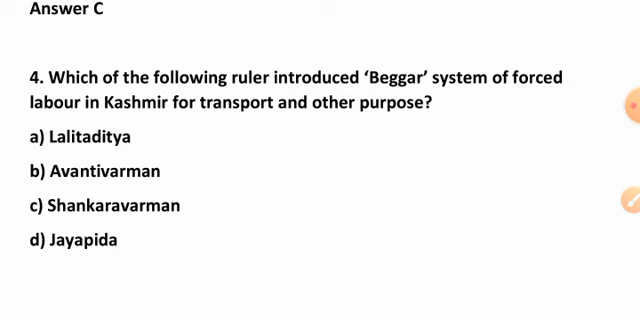 Answer C
4. Which of the following ruler introduced ‘Beggar’ system of forced
labour in Kashmir for transport and other purpose?
a) Lalitaditya
b) Avantivarman
c) Shankaravarman
d) Jayapida